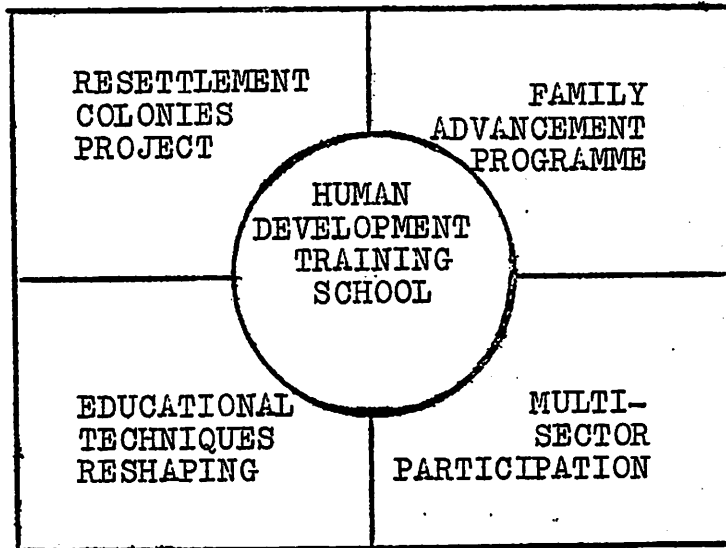 RESETTLEMENT
COLONIES
PROJECT
FAMILY
ADVANCEMENT
PROGRAMME
HUMAN
DEVELOPMENT
TRAINING
SCHOOL
EDUCATIONAL
TECHNIQUES
RESHAPING
MULTI-
SECTOR
PARTICIPATION